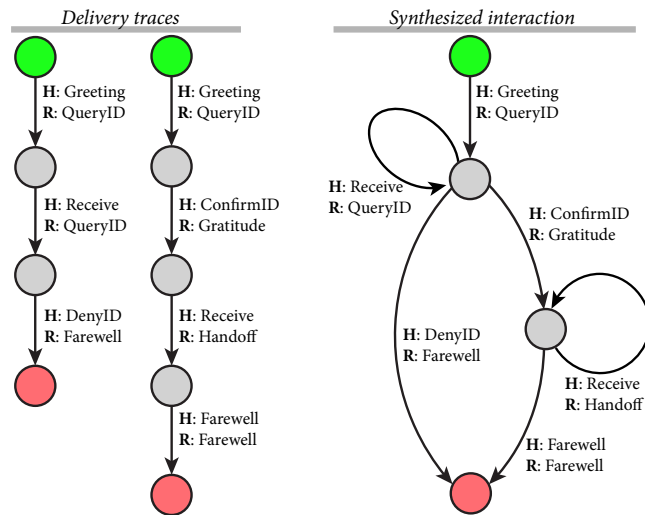 Delivery traces
H: Greeting
R: QueryID
H: Receive
R: QueryID
H: DenyID
R: Farewell
H: Greeting
R: QueryID
H: ConfirmID
R: Gratitude
H: Receive
R: Handoff
H: Farewell
R: Farewell
Synthesized interaction
H: Greeting
R: QueryID
H: Receive
R: QueryID
H: ConfirmID
R: Gratitude
H: DenyID
R: Farewell
H: Receive
R: Handoff
H: Farewell
R: Farewell